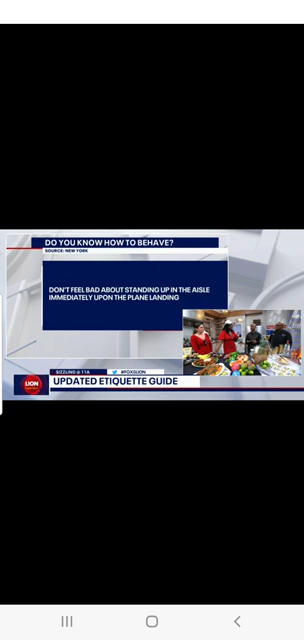 DO YOU KNOW HOW TO BEHAVE?
SOURCE: NEW YORK
DON'T FEEL BAD ABOUT STANDING UP IN THE AISLE
IMMEDIATELY UPON THE PLANE LANDING
SIZZLING @ 11A
@FOX5LION
LION
UPDATED ETIQUETTE GUIDE